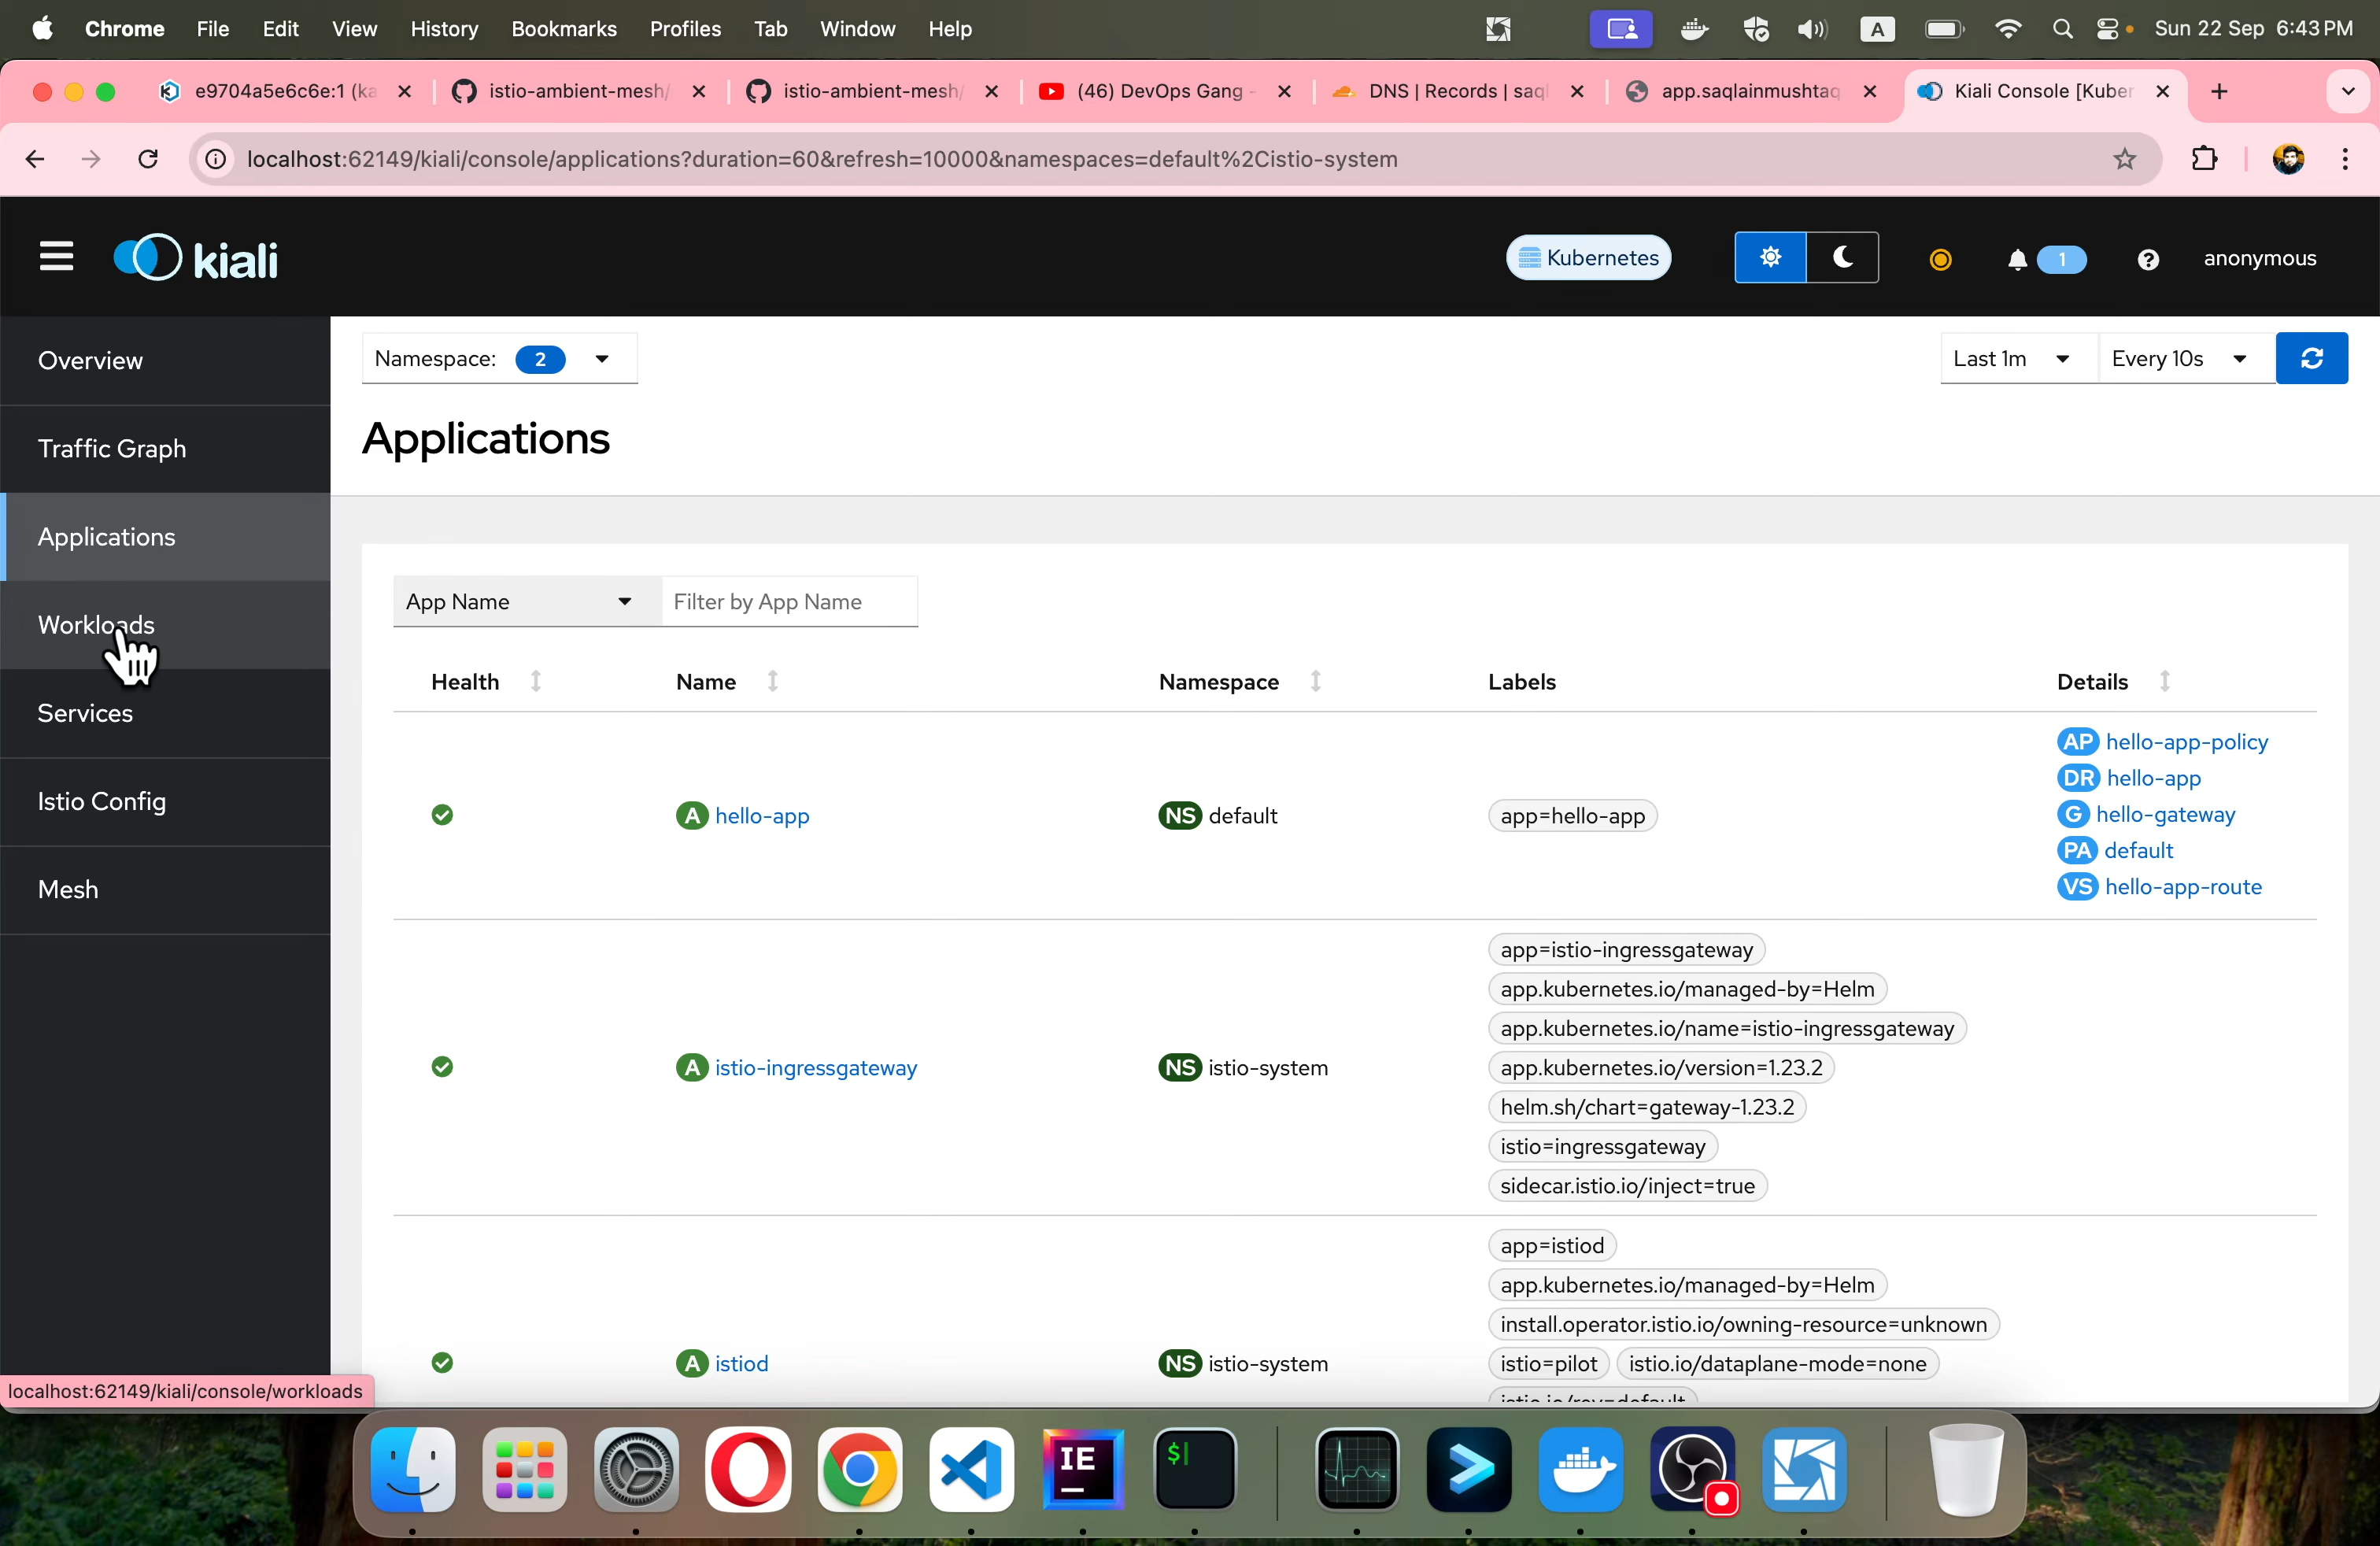 Chrome File Edit View History Bookmarks Profiles Tab Window Help A Sun 22 Sep 6:43 PM
e9704a5e6c6e:1 (ka istio-ambient-mesh/ istio-ambient-mesh/ (46) DevOps Gang - DNS | Records | saql app.saqlainmushtaq Kiali Console [Kuber
localhost:62149/kiali/console/applications?duration=60&refresh=10000&namespaces=default%2Cistio-system
kiali Kubernetes 1 anonymous
Overview
Traffic Graph
Applications
Workloads
Services
Istio Config
Mesh
Namespace: 2 Last 1m Every 10s
Applications
App Name Filter by App Name
Health Name Namespace Labels Details
A hello-app NS default app=hello-app
AP hello-app-policy
DR hello-app
G hello-gateway
PA default
VS hello-app-route
A istio-ingressgateway NS istio-system
app=istio-ingressgateway
app.kubernetes.io/managed-by=Helm
app.kubernetes.io/name=istio-ingressgateway
app.kubernetes.io/version=1.23.2
helm.sh/chart=gateway-1.23.2
istio=ingressgateway
sidecar.istio.io/inject=true
A istiod NS istio-system
app=istiod
app.kubernetes.io/managed-by=Helm
install.operator.istio.io/owning-resource=unknown
istio=pilot istio.io/dataplane-mode=none
istio.io/rev=default
localhost:62149/kiali/console/workloads
IE
$